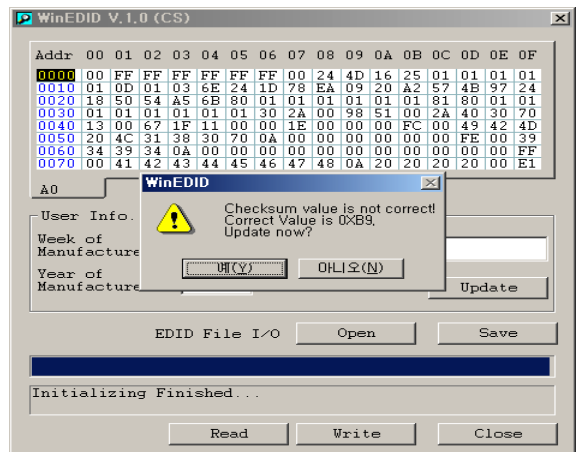 WinEDID V.1.0 (CS)
Addr 00 01 02 03 04 05 06 07 08 09 0A 0B 0C 0D 0E 0F
0000 00 FF FF FF FF FF FF 00 24 4D 16 25 01 01 01 01
0010 01 0D 01 03 6E 24 1D 78 EA 09 20 A2 57 4B 97 24
0020 18 50 54 A5 6B 80 01 01 01 01 01 01 81 80 01 01
0030 01 01 01 01 01 01 30 2A 00 98 51 00 2A 40 30 70
0040 13 00 67 1F 11 00 00 1E 00 00 00 FC 00 49 42 4D
0050 20 4C 31 38 30 70 0A 00 00 00 00 00 00 FE 00 39
0060 34 39 34 0A 00 00 00 00 00 00 00 00 00 00 00 FF
0070 00 41 42 43 44 45 46 47 48 0A 20 20 20 20 00 E1
A0
WinEDID
Checksum value is not correct!
Correct Value is 0XB9,
Update now?
예(Y) 아니오(N)
User Info.
Week of
Manufacture
Year of
Manufacture
Update
EDID File I/O Open Save
Initializing Finished...
Read Write Close